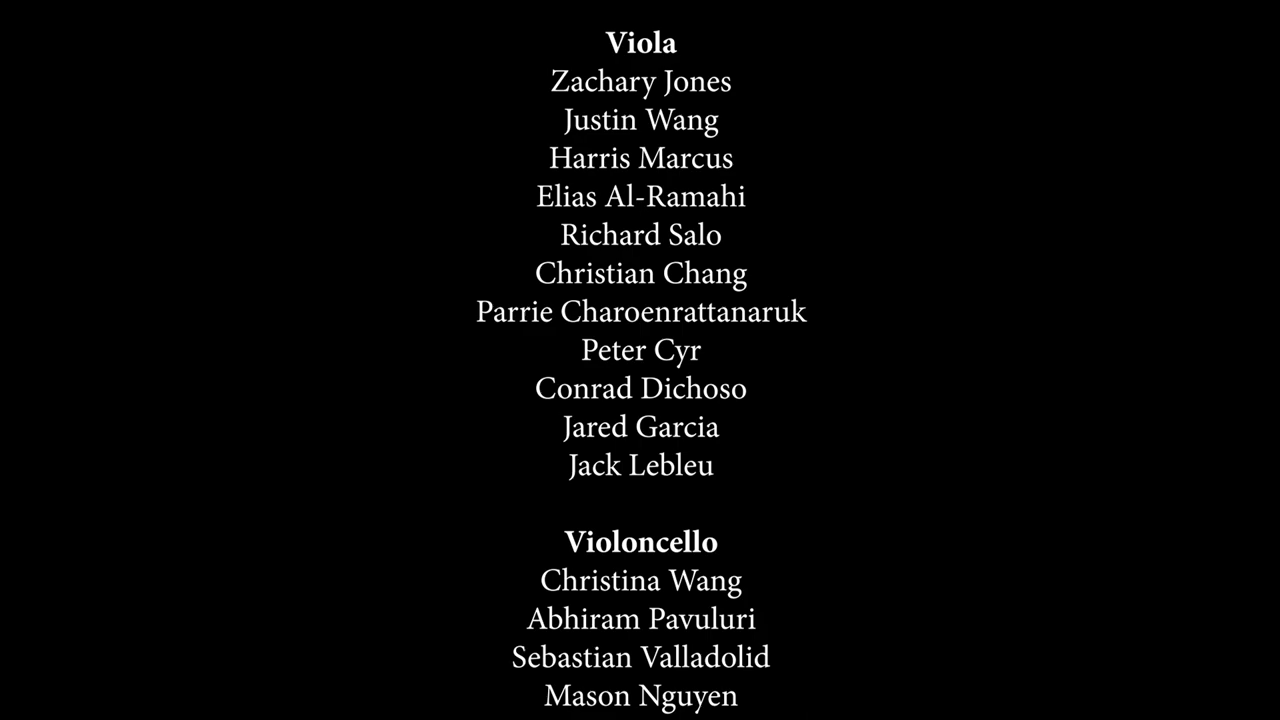 Viola
Zachary Jones
Justin Wang
Harris Marcus
Elias Al-Ramahi
Richard Salo
Christian Chang
Parrie Charoenrattanaruk
Peter Cyr
Conrad Dichoso
Jared Garcia
Jack Lebleu
Violoncello
Christina Wang
Abhiram Pavuluri
Sebastian Valladolid
Mason Nguyen